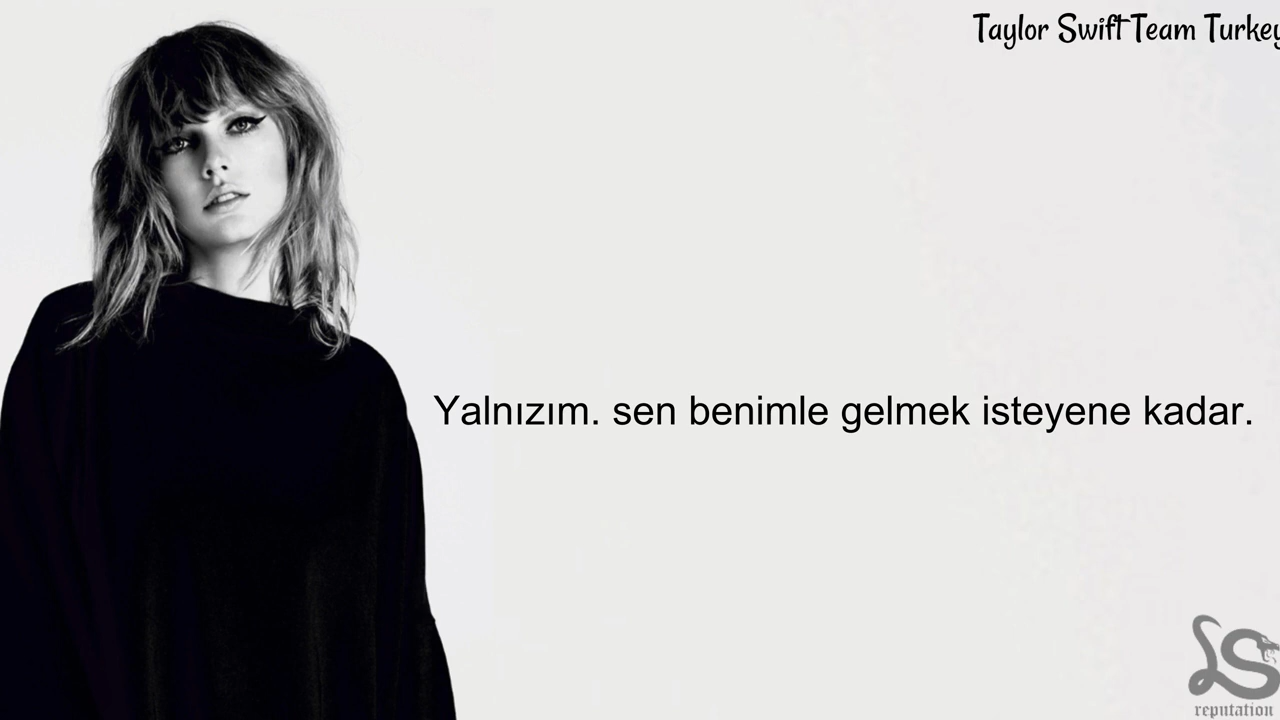 Taylor Swift Team Turkey
Yalnızım. sen benimle gelmek isteyene kadar.
reputation